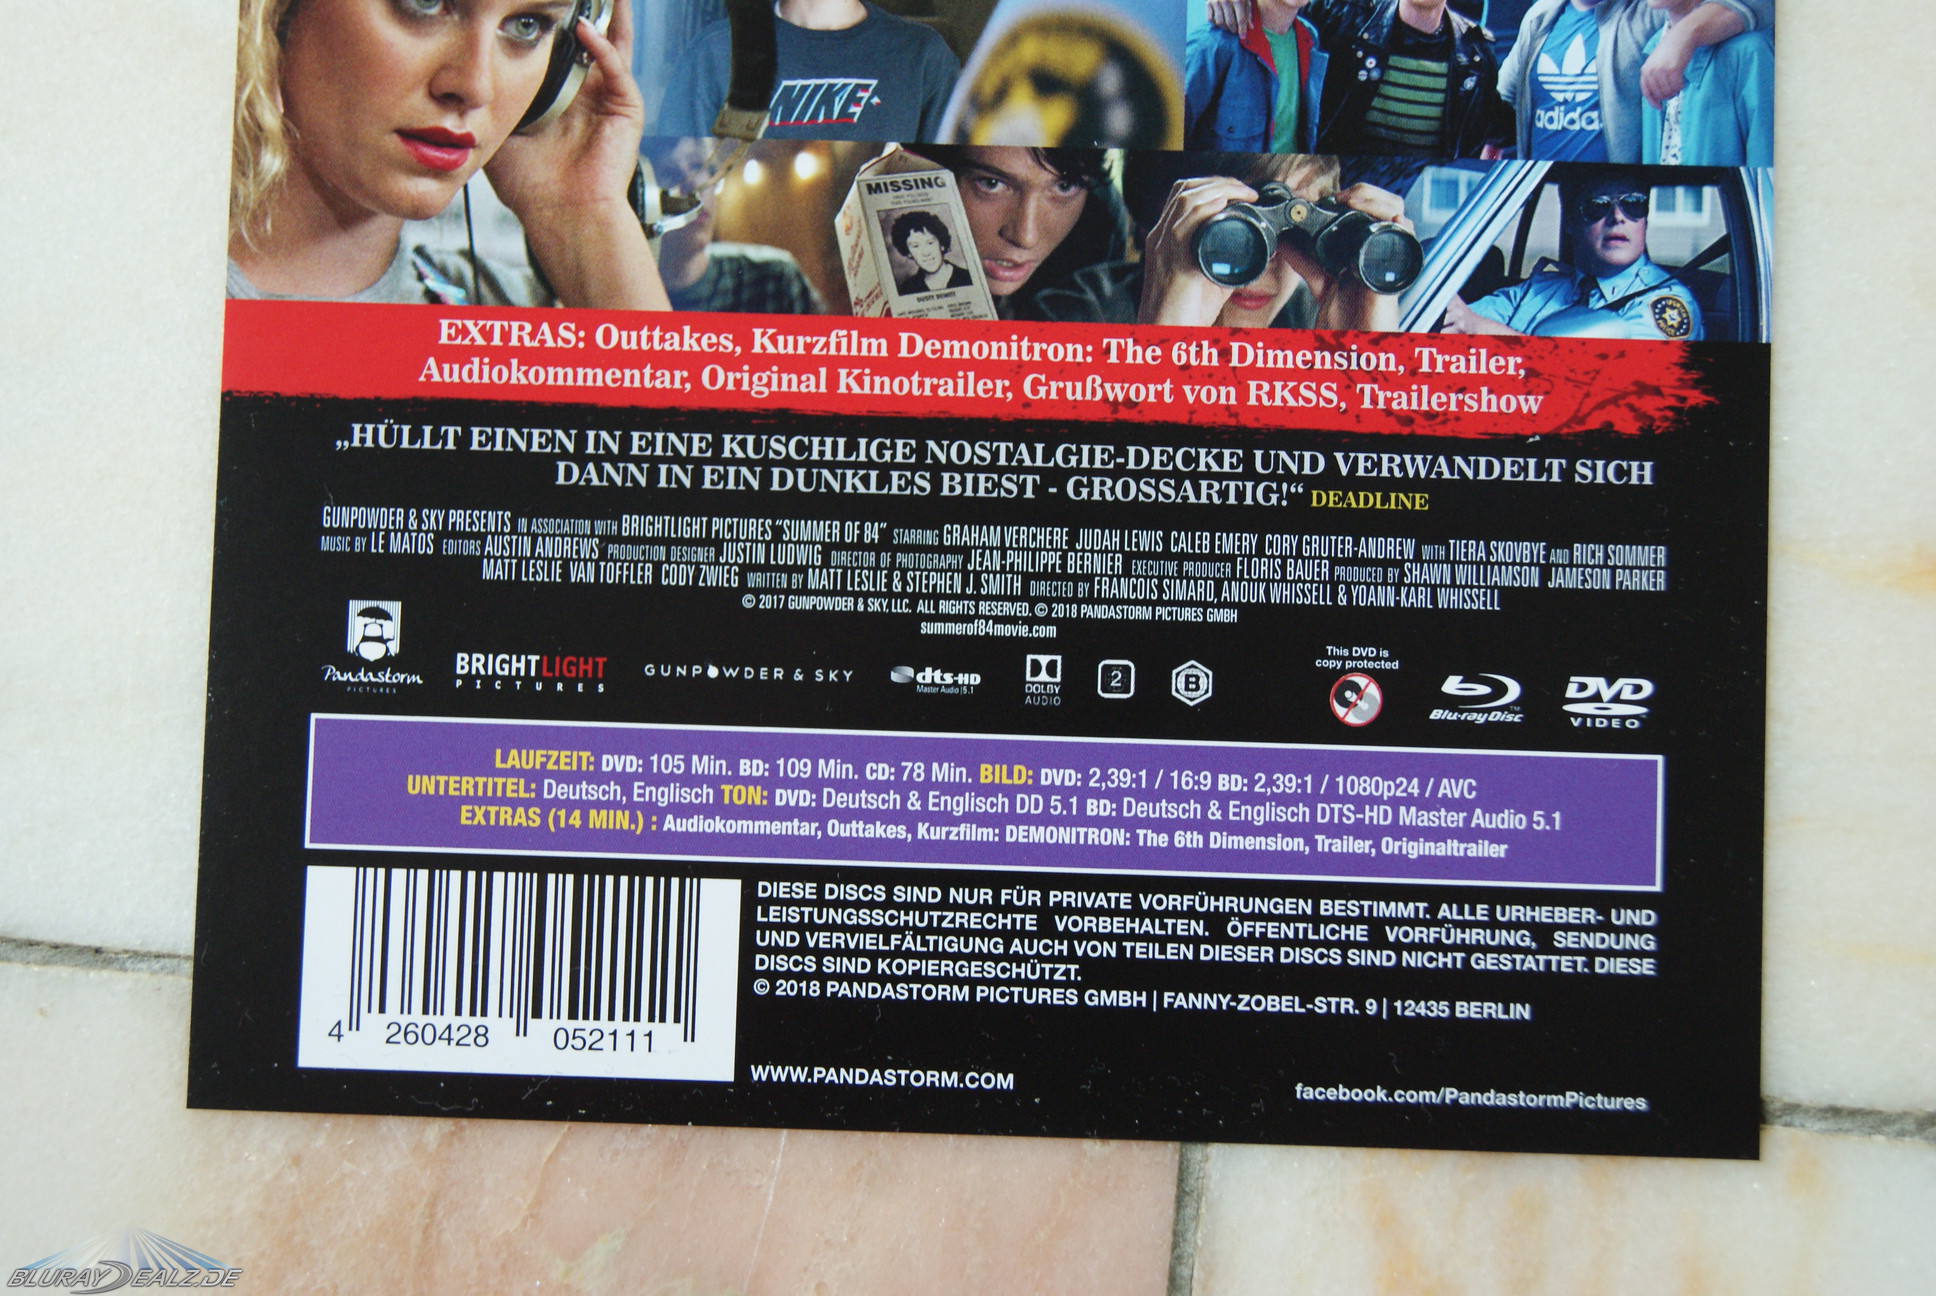 NIKE
adidas
MISSING
EXTRAS: Outtakes, Kurzfilm Demonitron: The 6th Dimension, Trailer,
Audiokommentar, Original Kinotrailer, Grußwort von RKSS, Trailershow
„HÜLLT EINEN IN EINE KUSCHLIGE NOSTALGIE-DECKE UND VERWANDELT SICH
DANN IN EIN DUNKLES BIEST - GROSSARTIG!“ DEADLINE
GUNPOWDER & SKY PRESENTS IN ASSOCIATION WITH BRIGHTLIGHT PICTURES “SUMMER OF 84” STARRING GRAHAM VERCHERE JUDAH LEWIS CALEB EMERY CORY GRUTER-ANDREW WITH TIERA SKOVBYE AND RICH SOMMER
MUSIC BY LE MATOS EDITORS AUSTIN ANDREWS PRODUCTION DESIGNER JUSTIN LUDWIG DIRECTOR OF PHOTOGRAPHY JEAN-PHILIPPE BERNIER EXECUTIVE PRODUCER FLORIS BAUER PRODUCED BY SHAWN WILLIAMSON JAMESON PARKER
MATT LESLIE VAN TOFFLER CODY ZWIEG WRITTEN BY MATT LESLIE & STEPHEN J. SMITH DIRECTED BY FRANCOIS SIMARD, ANOUK WHISSELL & YOANN-KARL WHISSELL
© 2017 GUNPOWDER & SKY, LLC. ALL RIGHTS RESERVED. © 2018 PANDASTORM PICTURES GMBH
summerof84movie.com
Pandastorm
PICTURES
BRIGHTLIGHT
PICTURES
GUNPOWDER & SKY
dts-HD
Master Audio | 5.1
DOLBY
AUDIO
2
B
This DVD is
copy protected
Blu-ray Disc
DVD
VIDEO
LAUFZEIT: DVD: 105 Min. BD: 109 Min. CD: 78 Min. BILD: DVD: 2,39:1 / 16:9 BD: 2,39:1 / 1080p24 / AVC
UNTERTITEL: Deutsch, Englisch TON: DVD: Deutsch & Englisch DD 5.1 BD: Deutsch & Englisch DTS-HD Master Audio 5.1
EXTRAS (14 MIN.) : Audiokommentar, Outtakes, Kurzfilm: DEMONITRON: The 6th Dimension, Trailer, Originaltrailer
DIESE DISCS SIND NUR FÜR PRIVATE VORFÜHRUNGEN BESTIMMT. ALLE URHEBER- UND
LEISTUNGSSCHUTZRECHTE VORBEHALTEN. ÖFFENTLICHE VORFÜHRUNG, SENDUNG
UND VERVIELFÄLTIGUNG AUCH VON TEILEN DIESER DISCS SIND NICHT GESTATTET. DIESE
DISCS SIND KOPIERGESCHÜTZT.
© 2018 PANDASTORM PICTURES GMBH | FANNY-ZOBEL-STR. 9 | 12435 BERLIN
4 260428 052111
WWW.PANDASTORM.COM
facebook.com/PandastormPictures
BLURAYDEALZ.DE